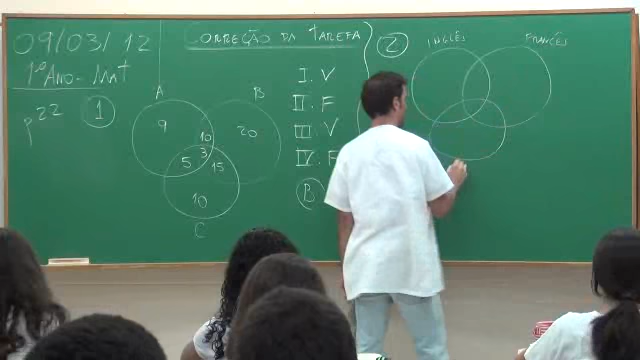 09/03/12
1º Ano - Mat
p 22
1
CORREÇÃO DA TAREFA
A
B
9
10
20
3
5
15
10
C
I. V
II. F
III. V
IV. F
B
2
INGLÊS
FRANCÊS